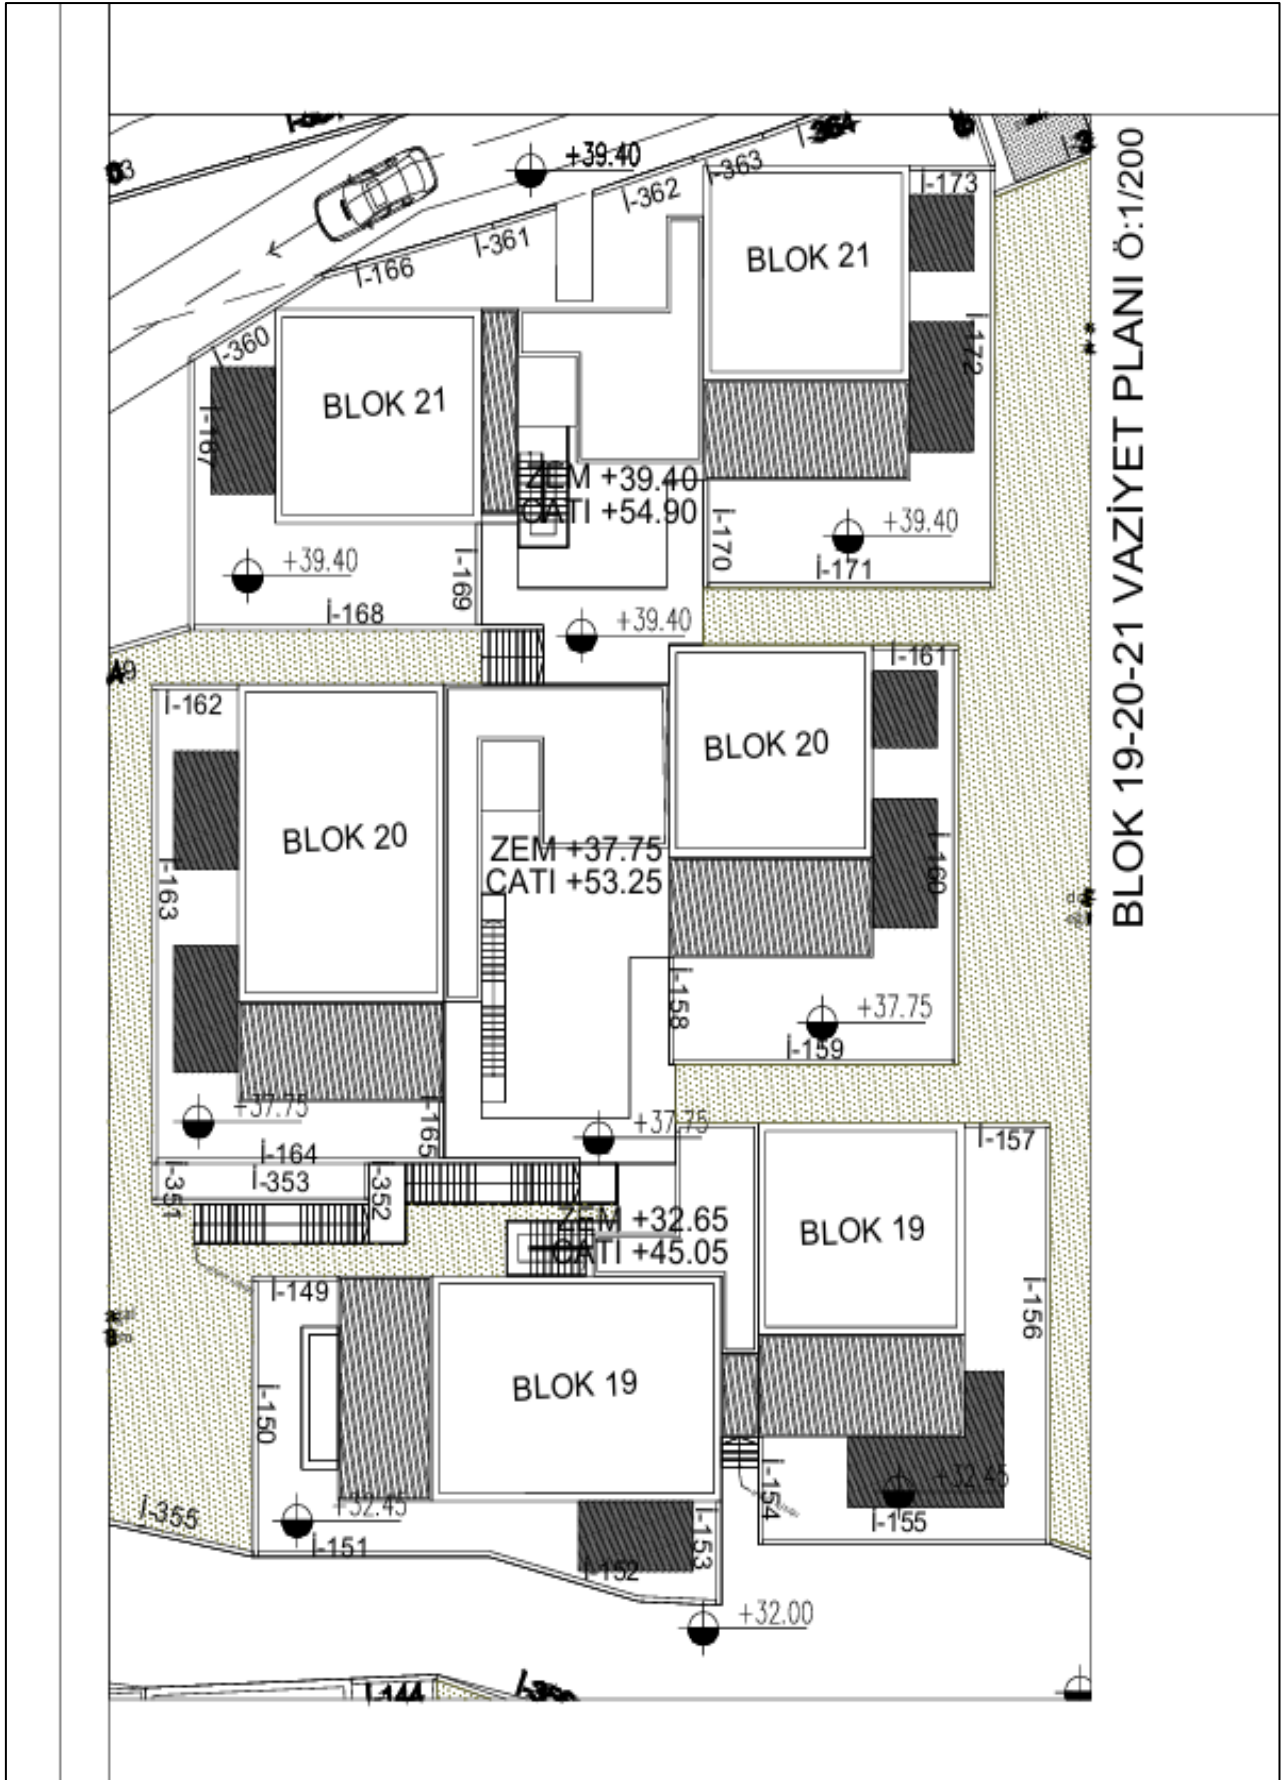 +39.40
İ-364
İ-363
İ-173
İ-362
İ-361
İ-166
BLOK 21
İ-172
İ-360
BLOK 21
İ-167
ZEM +39.40
CATI +54.90
İ-170
+39.40
İ-171
+39.40
İ-169
İ-168
+39.40
İ-161
İ-162
BLOK 20
BLOK 20
ZEM +37.75
CATI +53.25
İ-160
İ-163
İ-158
+37.75
İ-159
+37.75
İ-165
+37.75
İ-164
İ-353
İ-351
İ-352
İ-157
ZEM +32.65
CATI +45.05
BLOK 19
İ-149
İ-156
BLOK 19
İ-150
İ-154
+32.45
İ-155
İ-355
+32.45
İ-151
İ-153
İ-152
+32.00
İ-144
BLOK 19-20-21 VAZİYET PLANI Ö:1/200